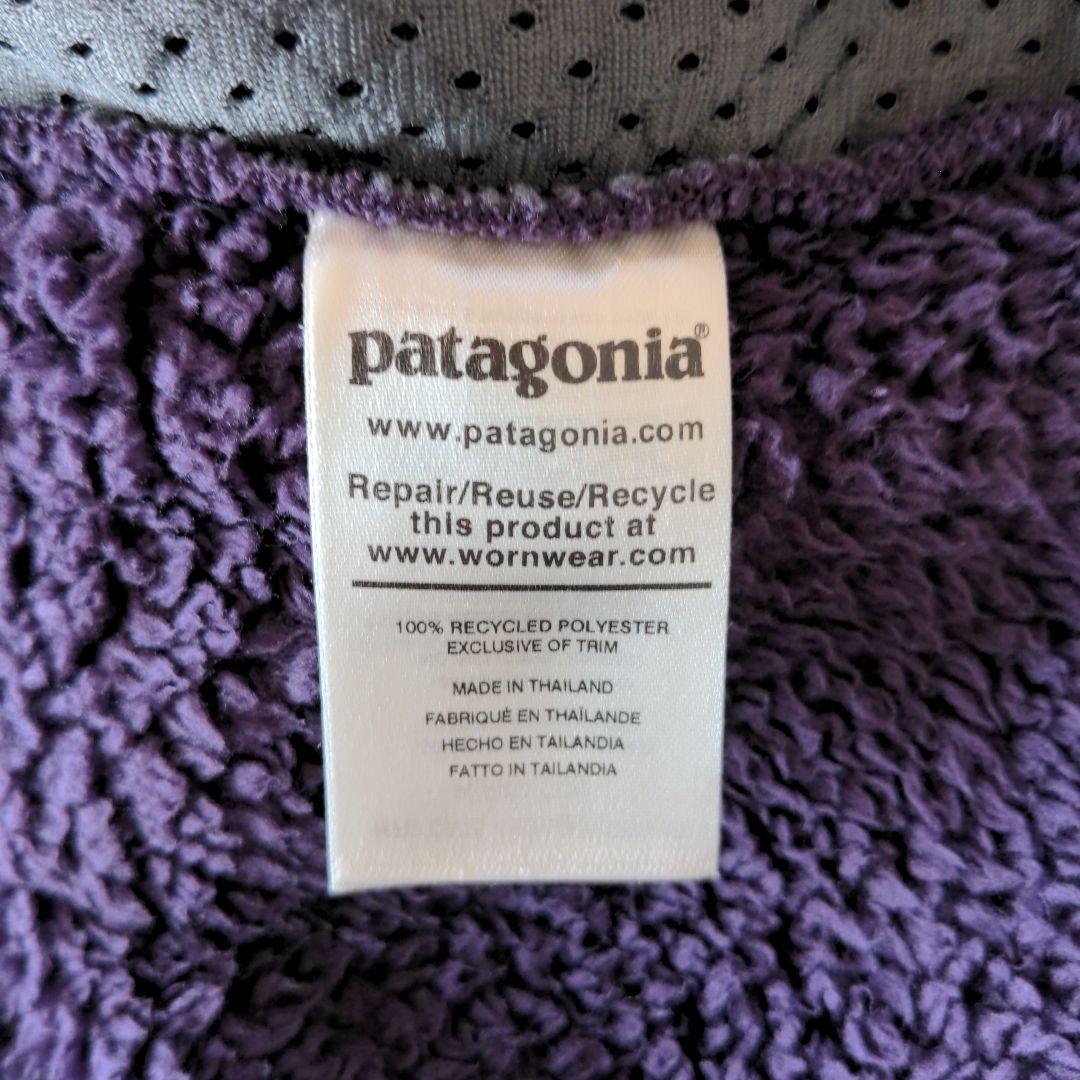 patagonia®
www.patagonia.com
Repair/Reuse/Recycle
this product at
www.wornwear.com
100% RECYCLED POLYESTER
EXCLUSIVE OF TRIM
MADE IN THAILAND
FABRIQUÉ EN THAÏLANDE
HECHO EN TAILANDIA
FATTO IN TAILANDIA